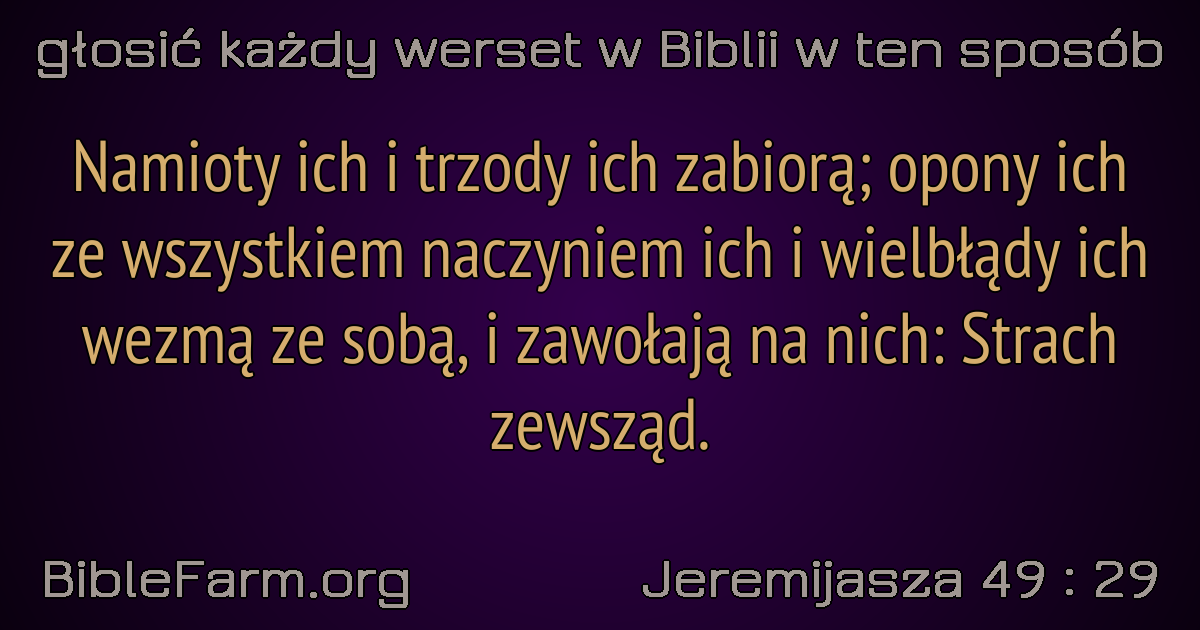 głosić każdy werset w Biblii w ten sposób
Namioty ich i trzody ich zabiorą; opony ich
ze wszystkiem naczyniem ich i wielbłądy ich
wezmą ze sobą, i zawołają na nich: Strach
zewsząd.
BibleFarm.org
Jeremijasza 49 : 29